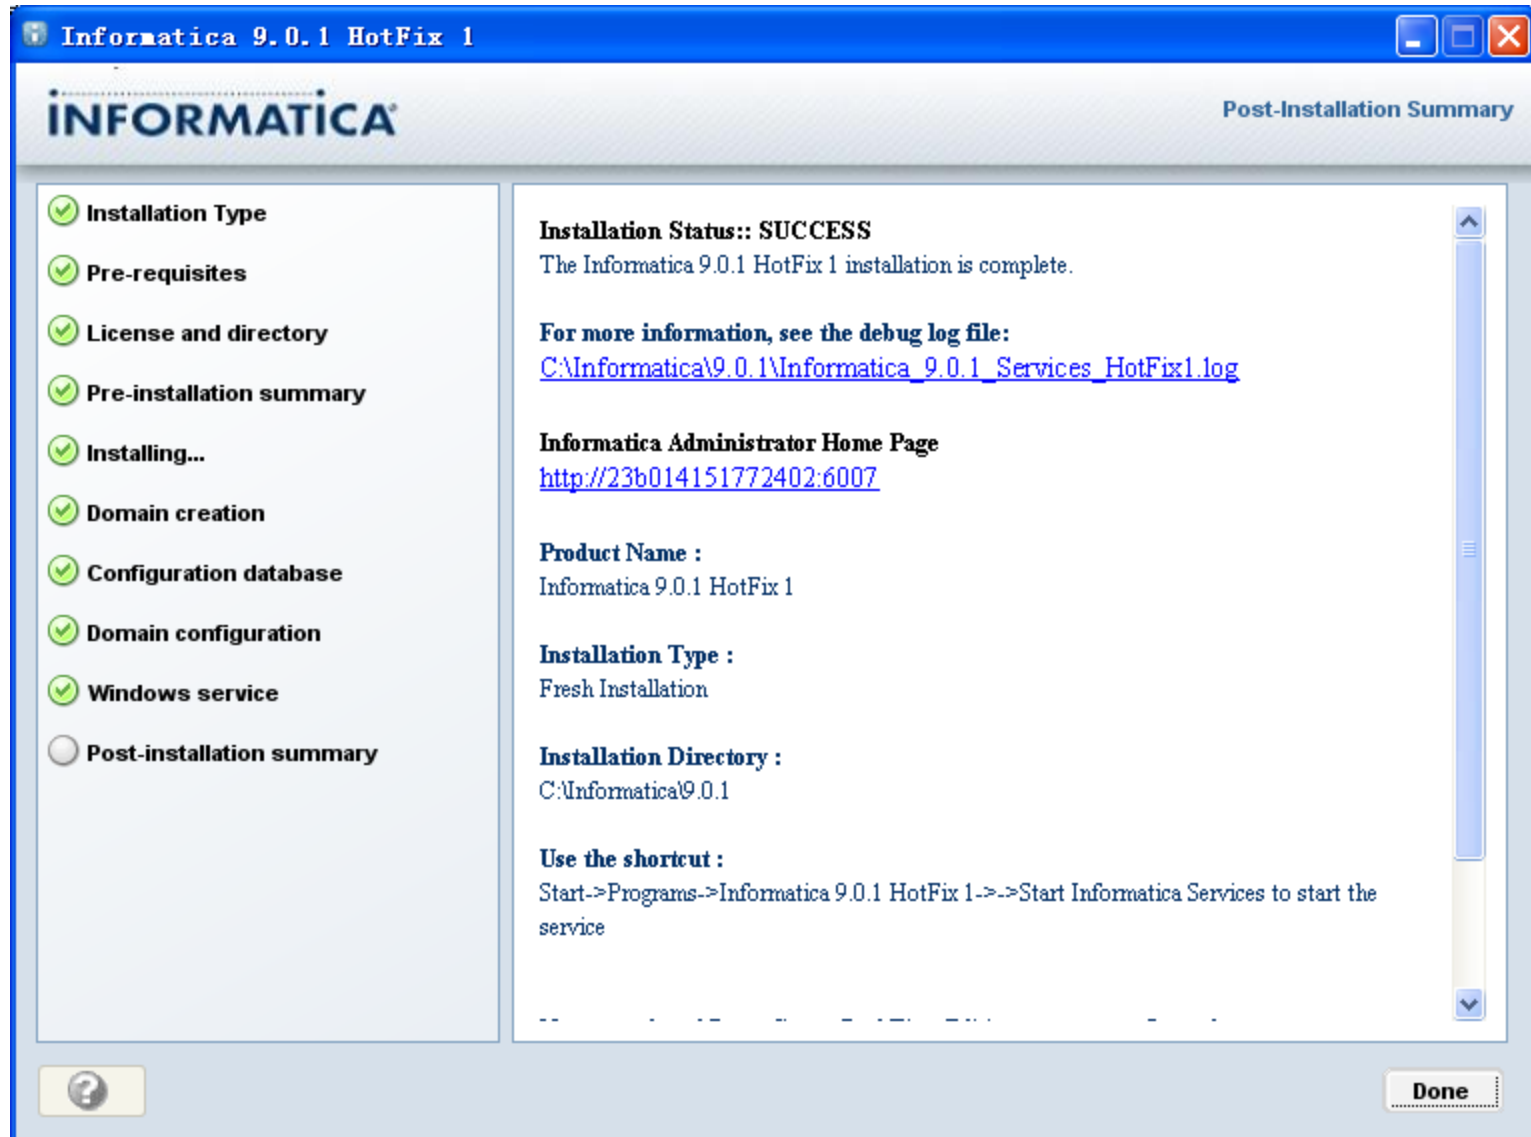 Informatica 9.0.1 HotFix 1
INFORMATICA
Post-Installation Summary
Installation Type
Pre-requisites
License and directory
Pre-installation summary
Installing...
Domain creation
Configuration database
Domain configuration
Windows service
Post-installation summary
Installation Status:: SUCCESS
The Informatica 9.0.1 HotFix 1 installation is complete.
For more information, see the debug log file:
C:\Informatica\9.0.1\Informatica_9.0.1_Services_HotFix1.log
Informatica Administrator Home Page
http://23b014151772402:6007
Product Name :
Informatica 9.0.1 HotFix 1
Installation Type :
Fresh Installation
Installation Directory :
C:\Informatica\9.0.1
Use the shortcut :
Start->Programs->Informatica 9.0.1 HotFix 1->->Start Informatica Services to start the
service
Done